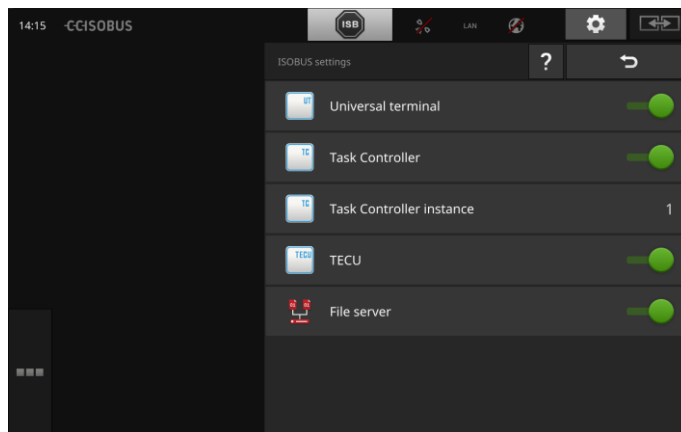 14:15 CCISOBUS ISB LAN
ISOBUS settings ?
UT Universal terminal
TC Task Controller
TC Task Controller instance 1
TECU TECU
File server